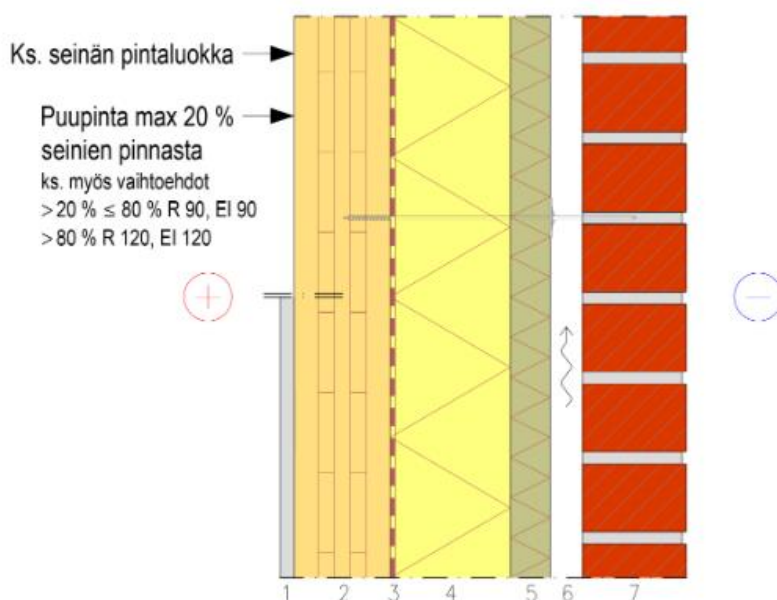 Ks. seinän pintaluokka
Puupinta max 20 %
seinien pinnasta
ks. myös vaihtoehdot
>20 % ≤ 80 % R 90, EI 90
>80 % R 120, EI 120
1 2 3 4 5 6 7